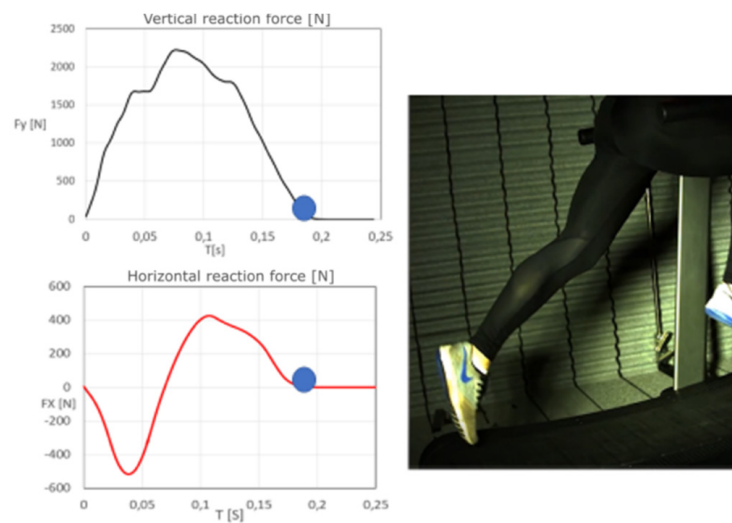 Vertical reaction force [N]
2500
2000
1500
Fy [N]
1000
500
0
0 0,05 0,1 0,15 0,2 0,25
T[s]
Horizontal reaction force [N]
600
400
200
0
FX [N]
-200
-400
-600
0 0,05 0,1 0,15 0,2 0,25
T [S]